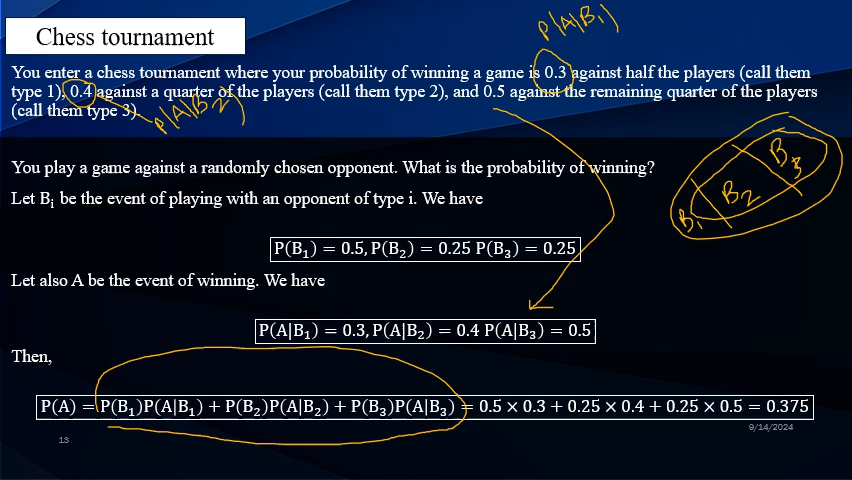 Chess tournament
P(A|B₁)
You enter a chess tournament where your probability of winning a game is 0.3 against half the players (call them
type 1), 0.4 against a quarter of the players (call them type 2), and 0.5 against the remaining quarter of the players
(call them type 3).
P(A|B₂)
You play a game against a randomly chosen opponent. What is the probability of winning?
B₁ B₂ B₃
Let Bᵢ be the event of playing with an opponent of type i. We have
P(B₁) = 0.5, P(B₂) = 0.25 P(B₃) = 0.25
Let also A be the event of winning. We have
P(A|B₁) = 0.3, P(A|B₂) = 0.4 P(A|B₃) = 0.5
Then,
P(A) = P(B₁)P(A|B₁) + P(B₂)P(A|B₂) + P(B₃)P(A|B₃) = 0.5 × 0.3 + 0.25 × 0.4 + 0.25 × 0.5 = 0.375
9/14/2024
13